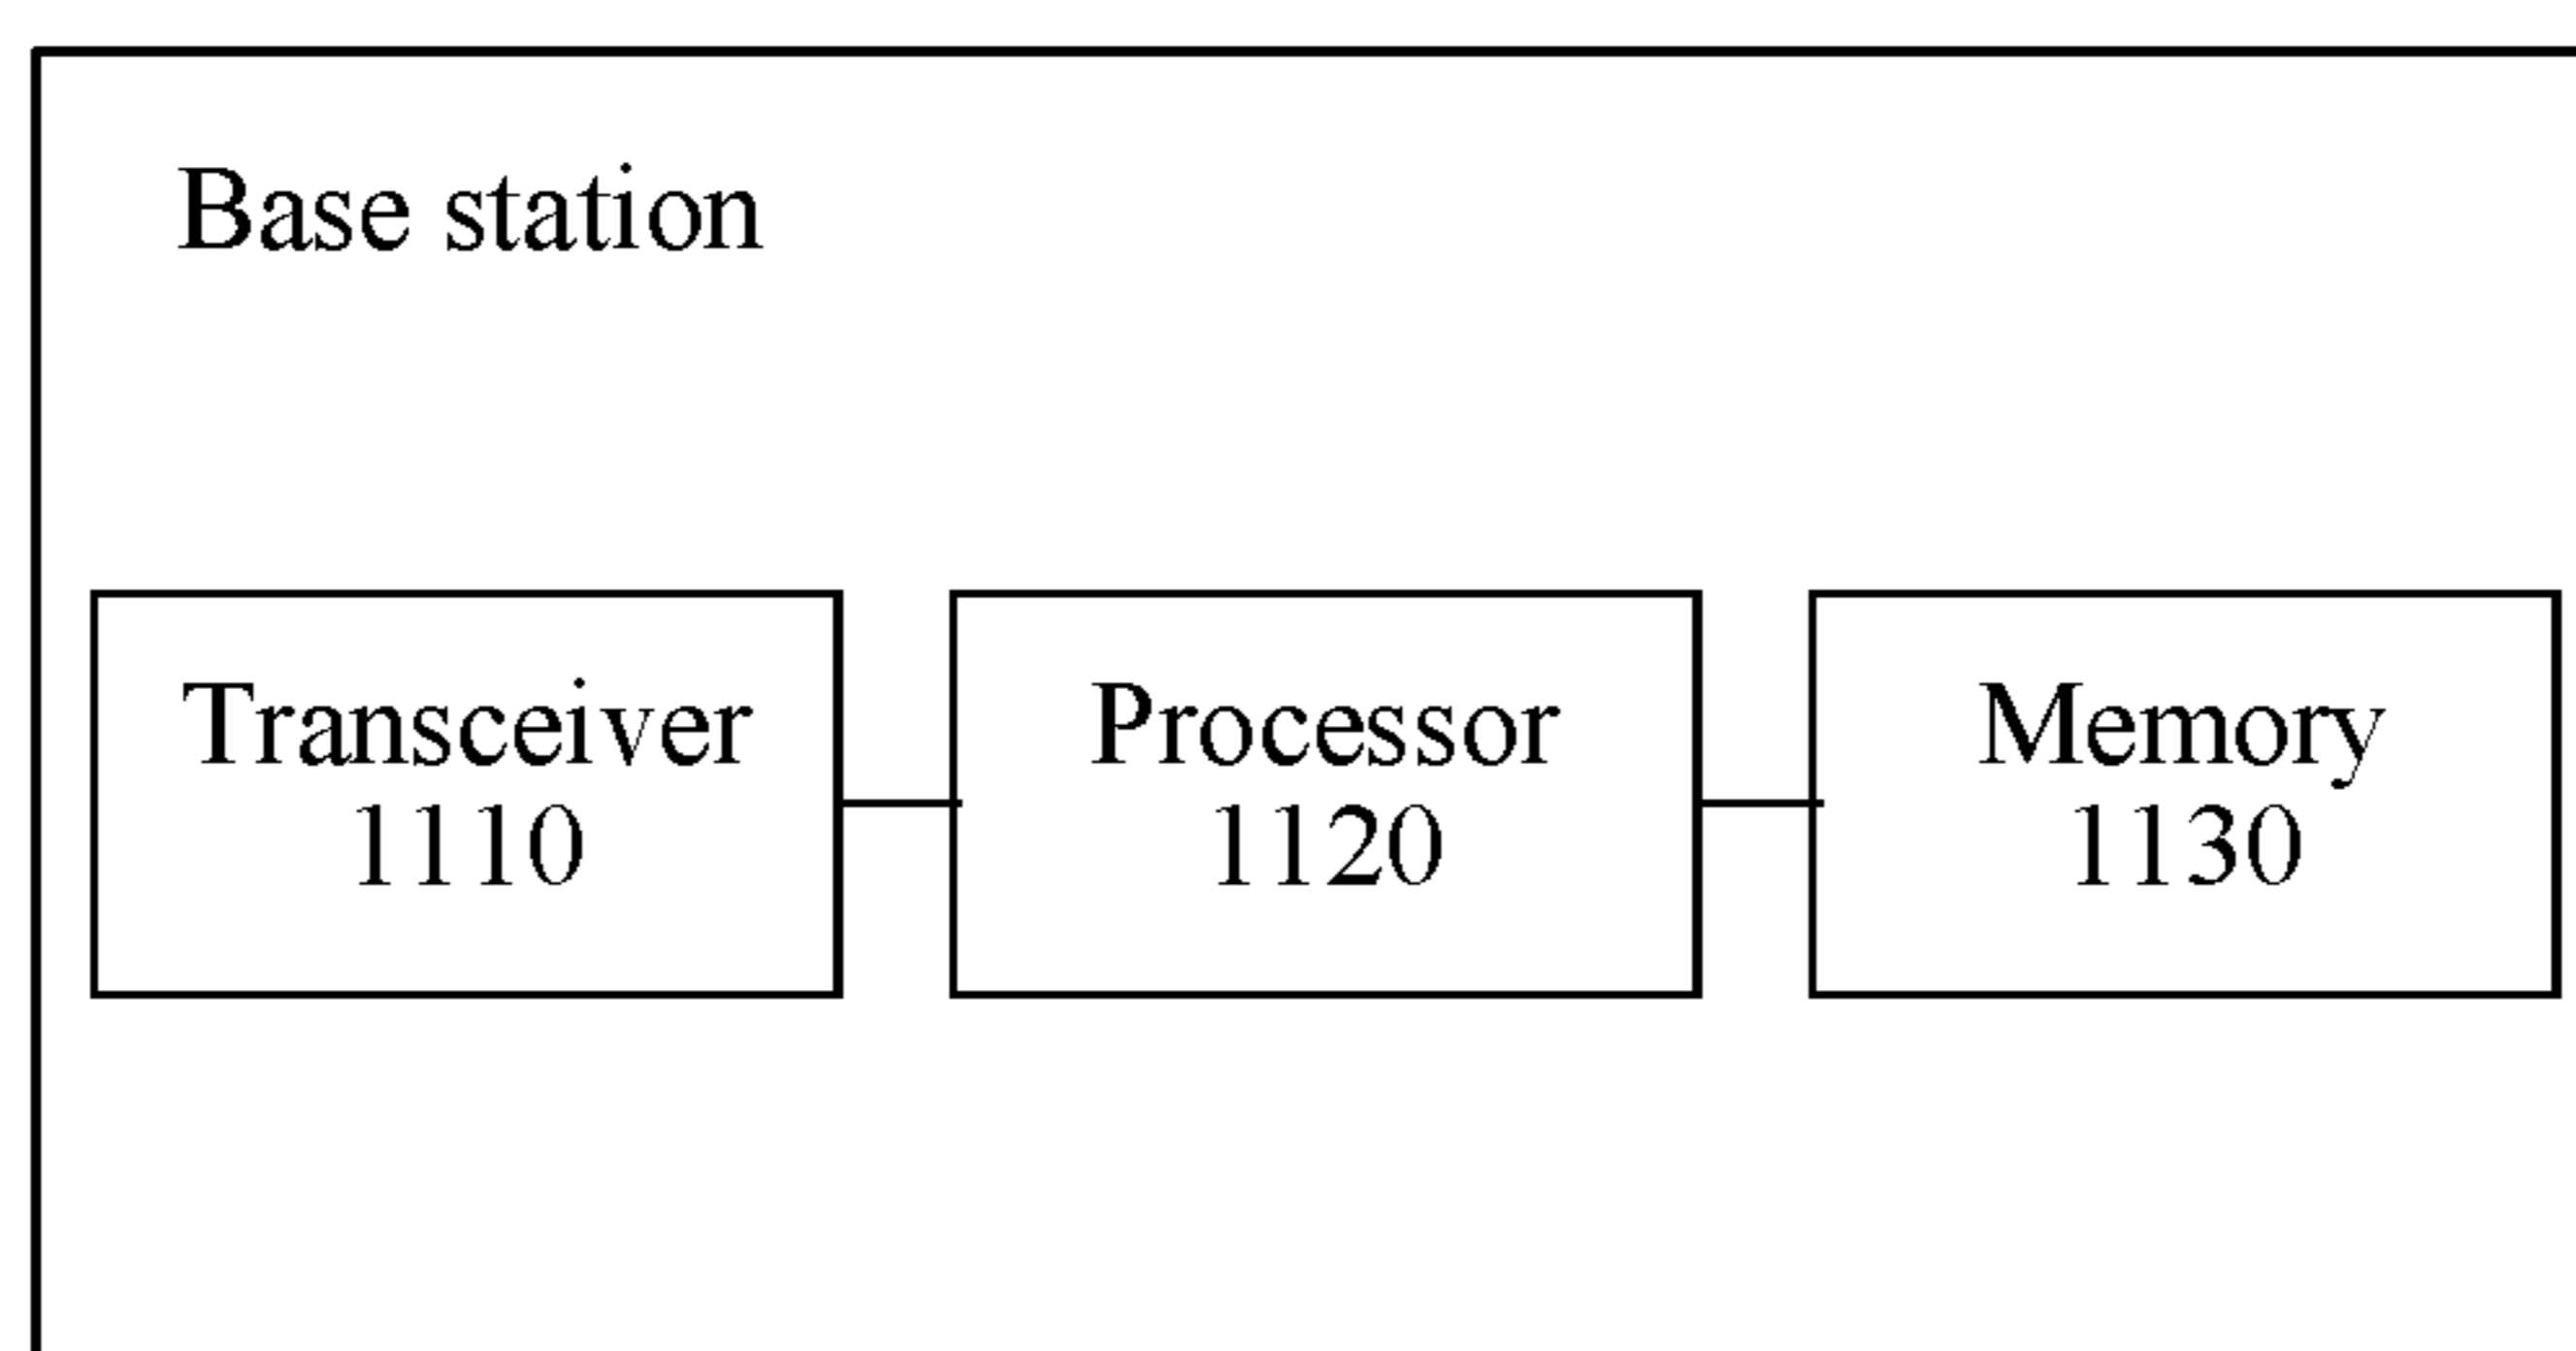 Base station
Transceiver
1110
Processor
1120
Memory
1130